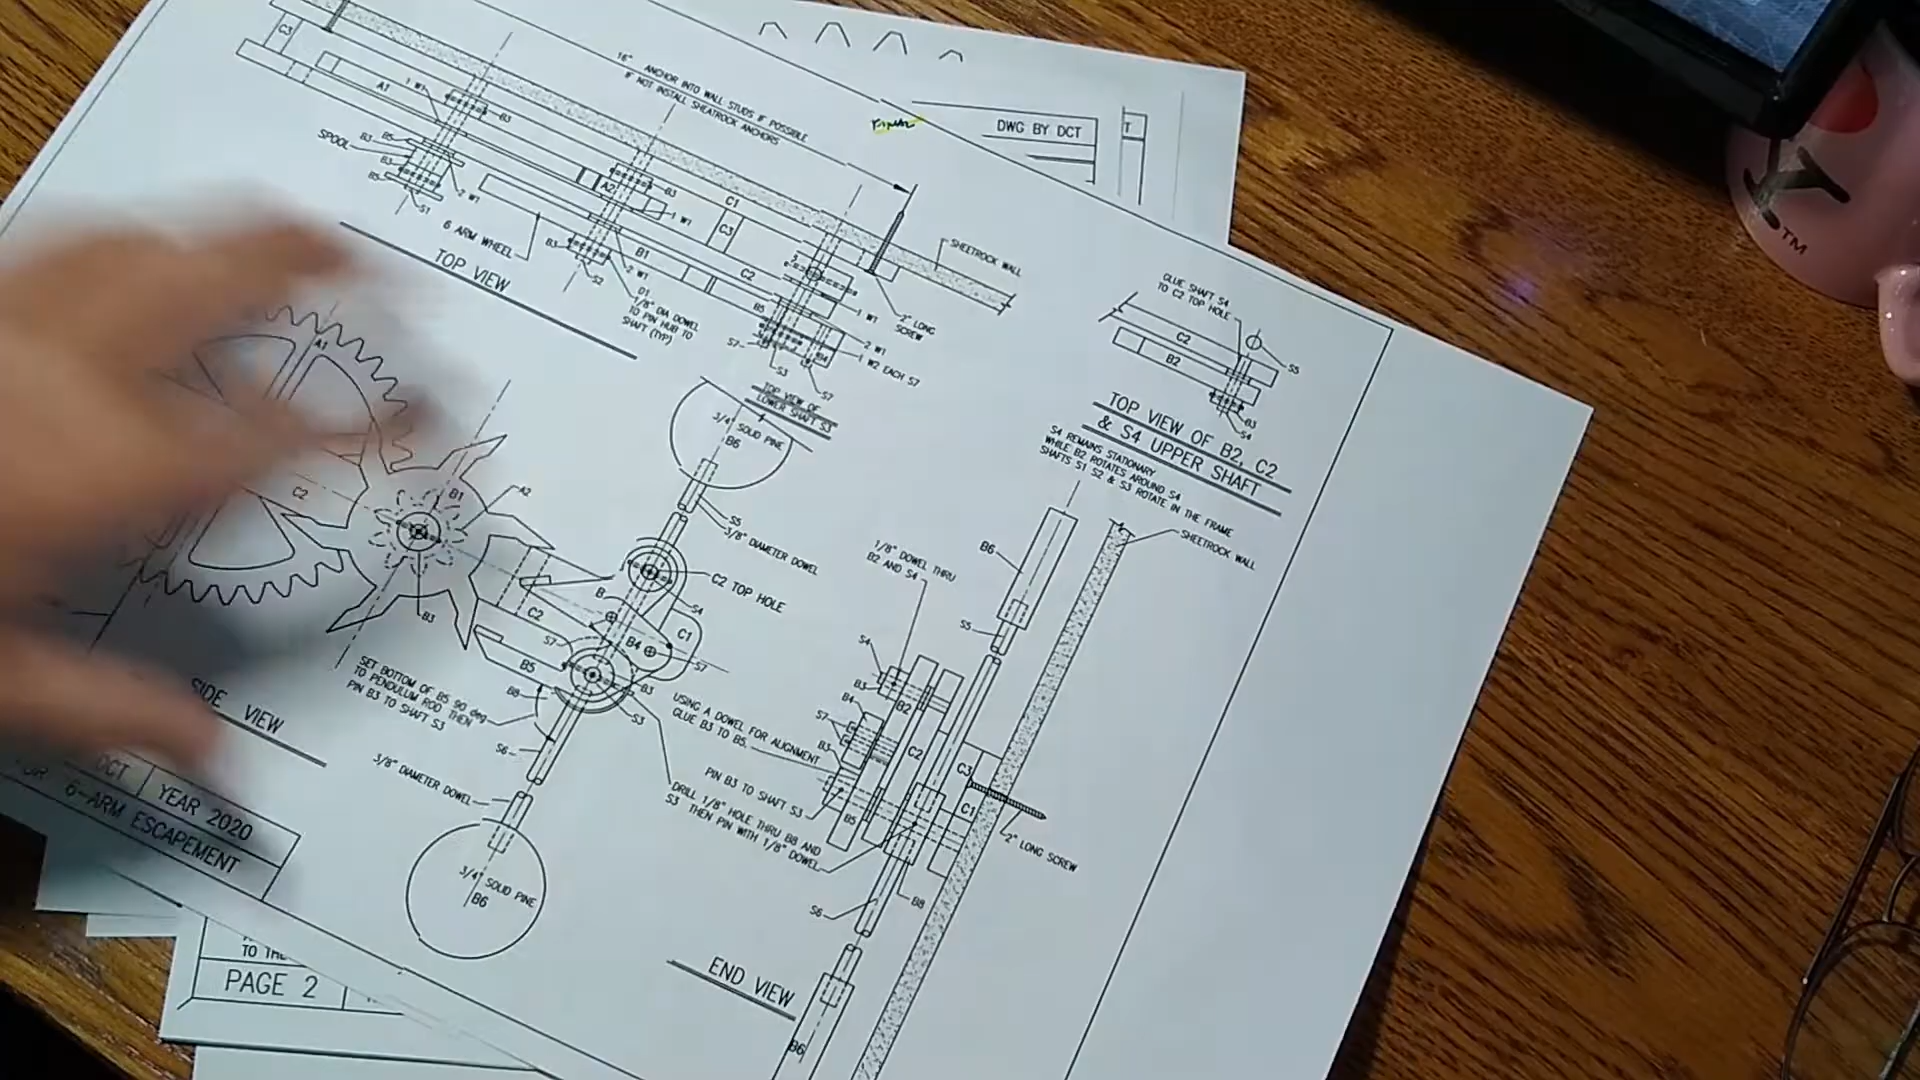 16" ANCHOR INTO WALL STUDS IF POSSIBLE
IF NOT INSTALL SHEATROCK ANCHORS
DWG BY DCT
T
C3
A1
1 W1
B3
B5
B3
SPOOL
B3
B5
2 W1
S1
6 ARM WHEEL
TOP VIEW
A2
B3
1 W1
C1
C3
B3
S2
2 W1
B1
C2
D1
1/8" DIA DOWEL
TO PIN HUB TO
SHAFT (TYP)
SHEETROCK WALL
2" LONG
SCREW
B5
1 W1
2 W1
1 W2 EACH S7
S7
S3
S7
B4
TOP VIEW OF
LOWER SHAFT S3
GLUE SHAFT S4
TO C2 TOP HOLE
C2
B2
S5
B3
S4
TOP VIEW OF B2, C2
& S4 UPPER SHAFT
S4 REMAINS STATIONARY
WHILE B2 ROTATES AROUND S4
SHAFTS S1 S2 & S3 ROTATE IN THE FRAME
SHEETROCK WALL
A1
C2
B1
A2
B3
3/4" SOLID PINE
B6
S5
3/8" DIAMETER DOWEL
C2 TOP HOLE
S4
C1
B
C2
B4
S7
S7
B5
B8
B3
S3
SET BOTTOM OF B5 90 deg
TO PENDULUM ROD THEN
PIN B3 TO SHAFT S3
S6
3/8" DIAMETER DOWEL
3/4" SOLID PINE
B6
SIDE VIEW
1/8" DOWEL THRU
B2 AND S4
B6
S5
S4
B3
B2
B4
S7
B3
C2
B5
C3
C1
USING A DOWEL FOR ALIGNMENT
GLUE B3 TO B5.
PIN B3 TO SHAFT S3
DRILL 1/8" HOLE THRU B8 AND
S3 THEN PIN WITH 1/8" DOWEL
2" LONG SCREW
B8
S6
B6
END VIEW
DCT
YEAR 2020
6-ARM ESCAPEMENT
TO THE
PAGE 2
TM